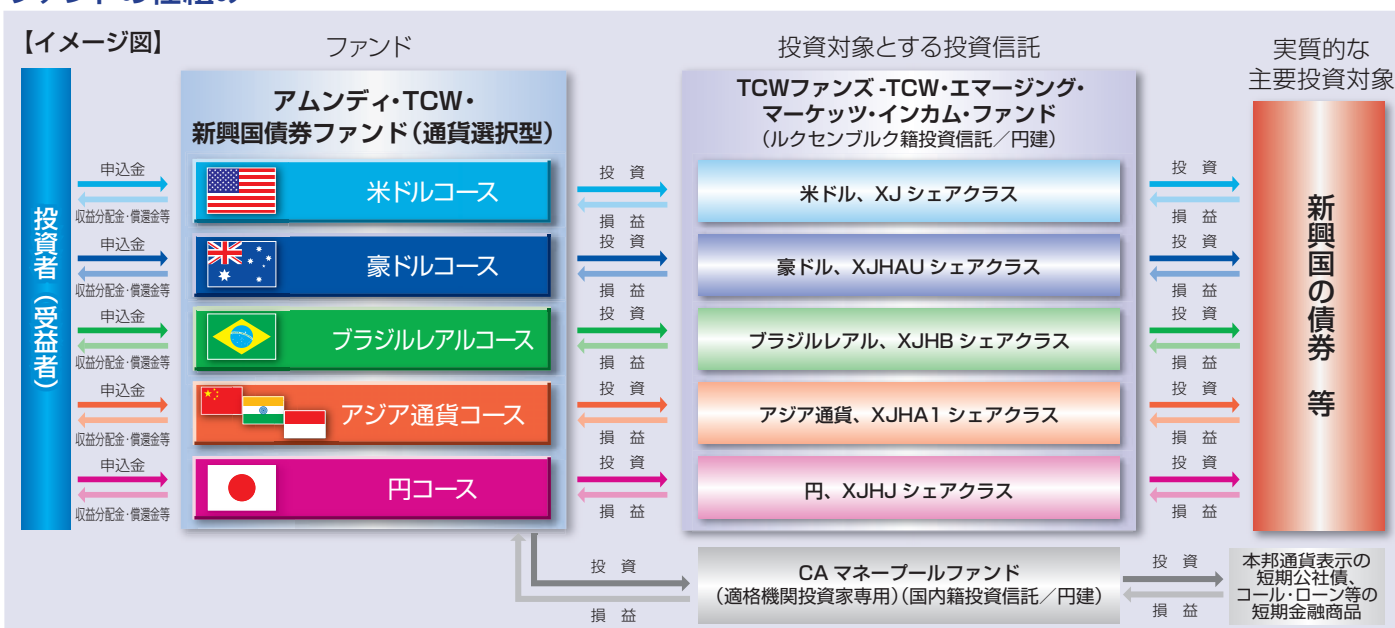 【イメージ図】
ファンド
投資対象とする投資信託
実質的な
主要投資対象
投資者（受益者）
アムンディ・TCW・
新興国債券ファンド（通貨選択型）
TCWファンズ -TCW・エマージング・
マーケッツ・インカム・ファンド
（ルクセンブルク籍投資信託／円建）
新興国の債券 等
申込金
収益分配金・償還金等
米ドルコース
投 資
損 益
米ドル、XJ シェアクラス
投 資
損 益
申込金
収益分配金・償還金等
豪ドルコース
投 資
損 益
豪ドル、XJHAU シェアクラス
投 資
損 益
申込金
収益分配金・償還金等
ブラジルレアルコース
投 資
損 益
ブラジルレアル、XJHB シェアクラス
投 資
損 益
申込金
収益分配金・償還金等
アジア通貨コース
投 資
損 益
アジア通貨、XJHA1 シェアクラス
投 資
損 益
申込金
収益分配金・償還金等
円コース
投 資
損 益
円、XJHJ シェアクラス
投 資
損 益
投 資
損 益
CA マネープールファンド
（適格機関投資家専用）（国内籍投資信託／円建）
投 資
損 益
本邦通貨表示の
短期公社債、
コール・ローン等の
短期金融商品